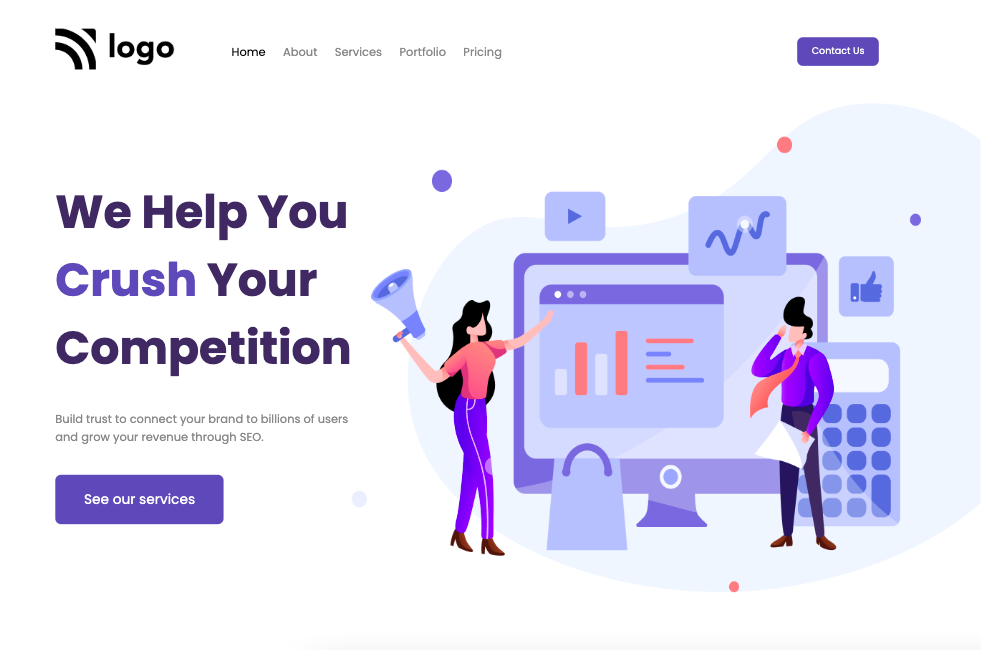 logo
Home About Services Portfolio Pricing
Contact Us
We Help You
Crush Your
Competition
Build trust to connect your brand to billions of users
and grow your revenue through SEO.
See our services